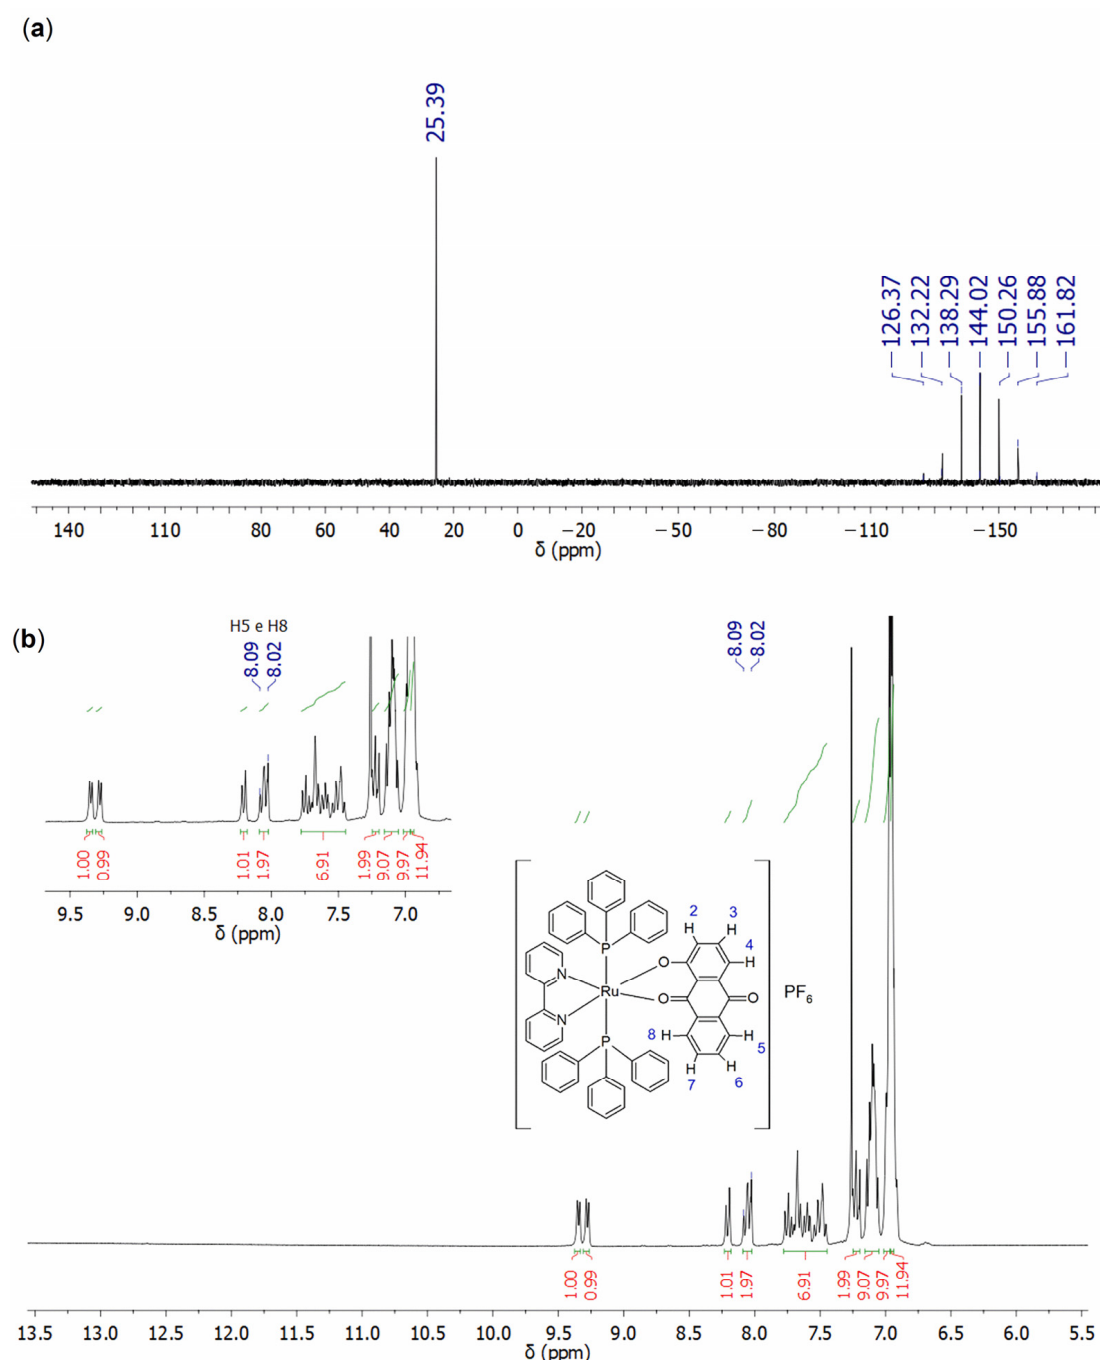 (a)
25.39
126.37
132.22
138.29
144.02
150.26
155.88
161.82
140 120 100 80 60 40 20 0 −20 −50 −80 −110 −150
δ (ppm)
(b)
H5 e H8
8.09
8.02
8.09
8.02
1.00
0.99
1.01
1.97
6.91
1.99
9.07
9.97
11.94
9.5 9.0 8.5 8.0 7.5 7.0
δ (ppm)
2 3
H H
P 4
O H
N
Ru O O PF6
N
8 H H
P 5
H H
7 6
1.00
0.99
1.01
1.97
6.91
1.99
9.07
9.97
11.94
13.5 13.0 12.5 12.0 11.5 11.0 10.5 10.0 9.5 9.0 8.5 8.0 7.5 7.0 6.5 6.0 5.5
δ (ppm)